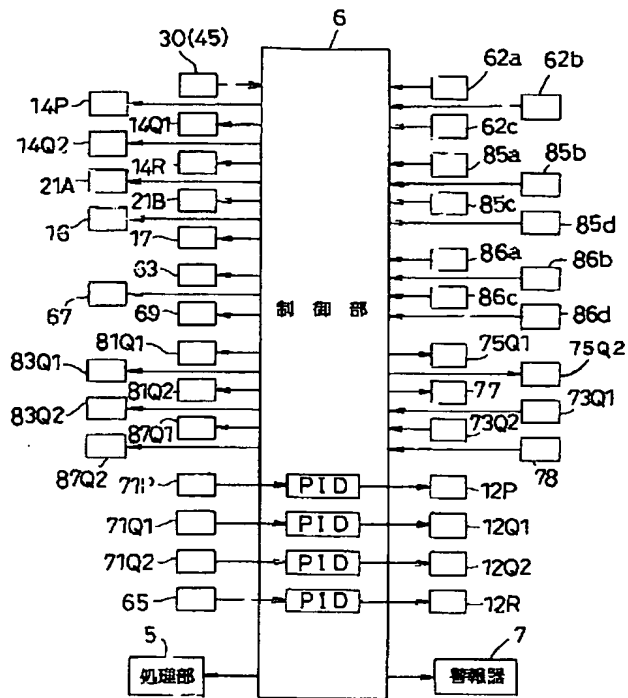 6
30(45)
62a
62b
14P
14Q1
62c
14Q2
14R
85a
85b
21A
21B
85c
16
17
85d
63
86a
86b
67
69
制御部
86c
86d
81Q1
75Q1
75Q2
83Q1
81Q2
77
73Q1
83Q2
87Q1
73Q2
87Q2
78
71P
PID
12P
71Q1
PID
12Q1
71Q2
PID
12Q2
65
PID
12R
5
7
処理部
警報器